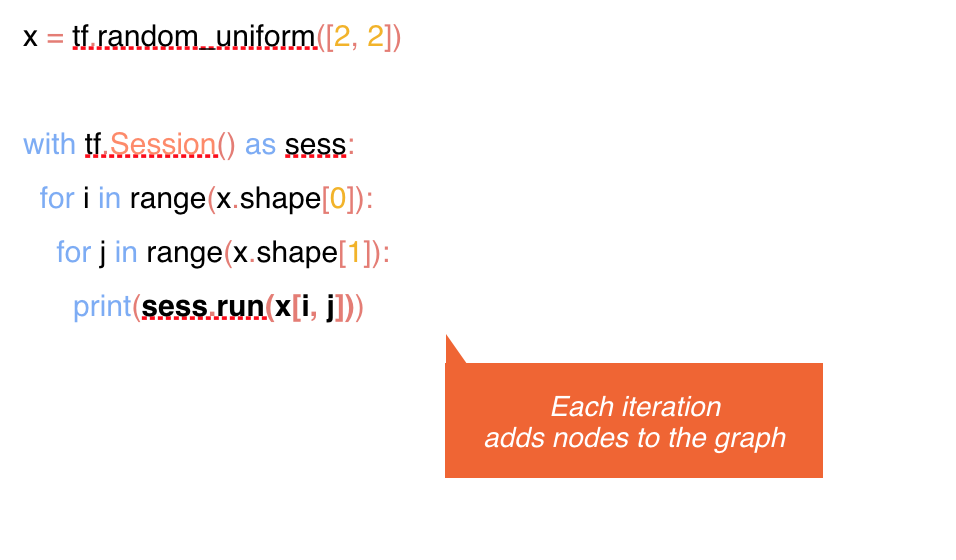 x = tf.random_uniform([2, 2])
with tf.Session() as sess:
for i in range(x.shape[0]):
for j in range(x.shape[1]):
print(sess.run(x[i, j]))
Each iteration
adds nodes to the graph